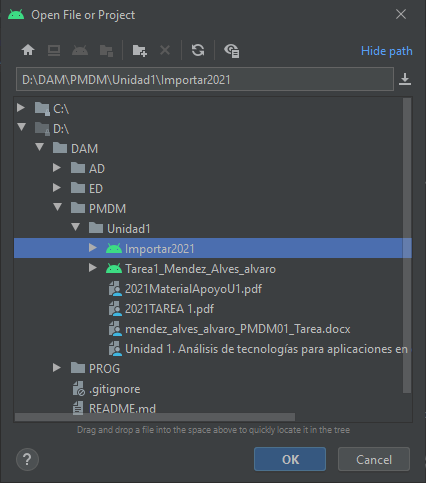 Open File or Project
Hide path
D:\DAM\PMDM\Unidad1\Importar2021
C:\
D:\
DAM
AD
ED
PMDM
Unidad1
Importar2021
Tarea1_Mendez_Alves_alvaro
2021MaterialApoyoU1.pdf
2021TAREA 1.pdf
mendez_alves_alvaro_PMDM01_Tarea.docx
Unidad 1. Análisis de tecnologías para aplicaciones en
PROG
.gitignore
README.md
Drag and drop a file into the space above to quickly locate it in the tree
?
OK
Cancel